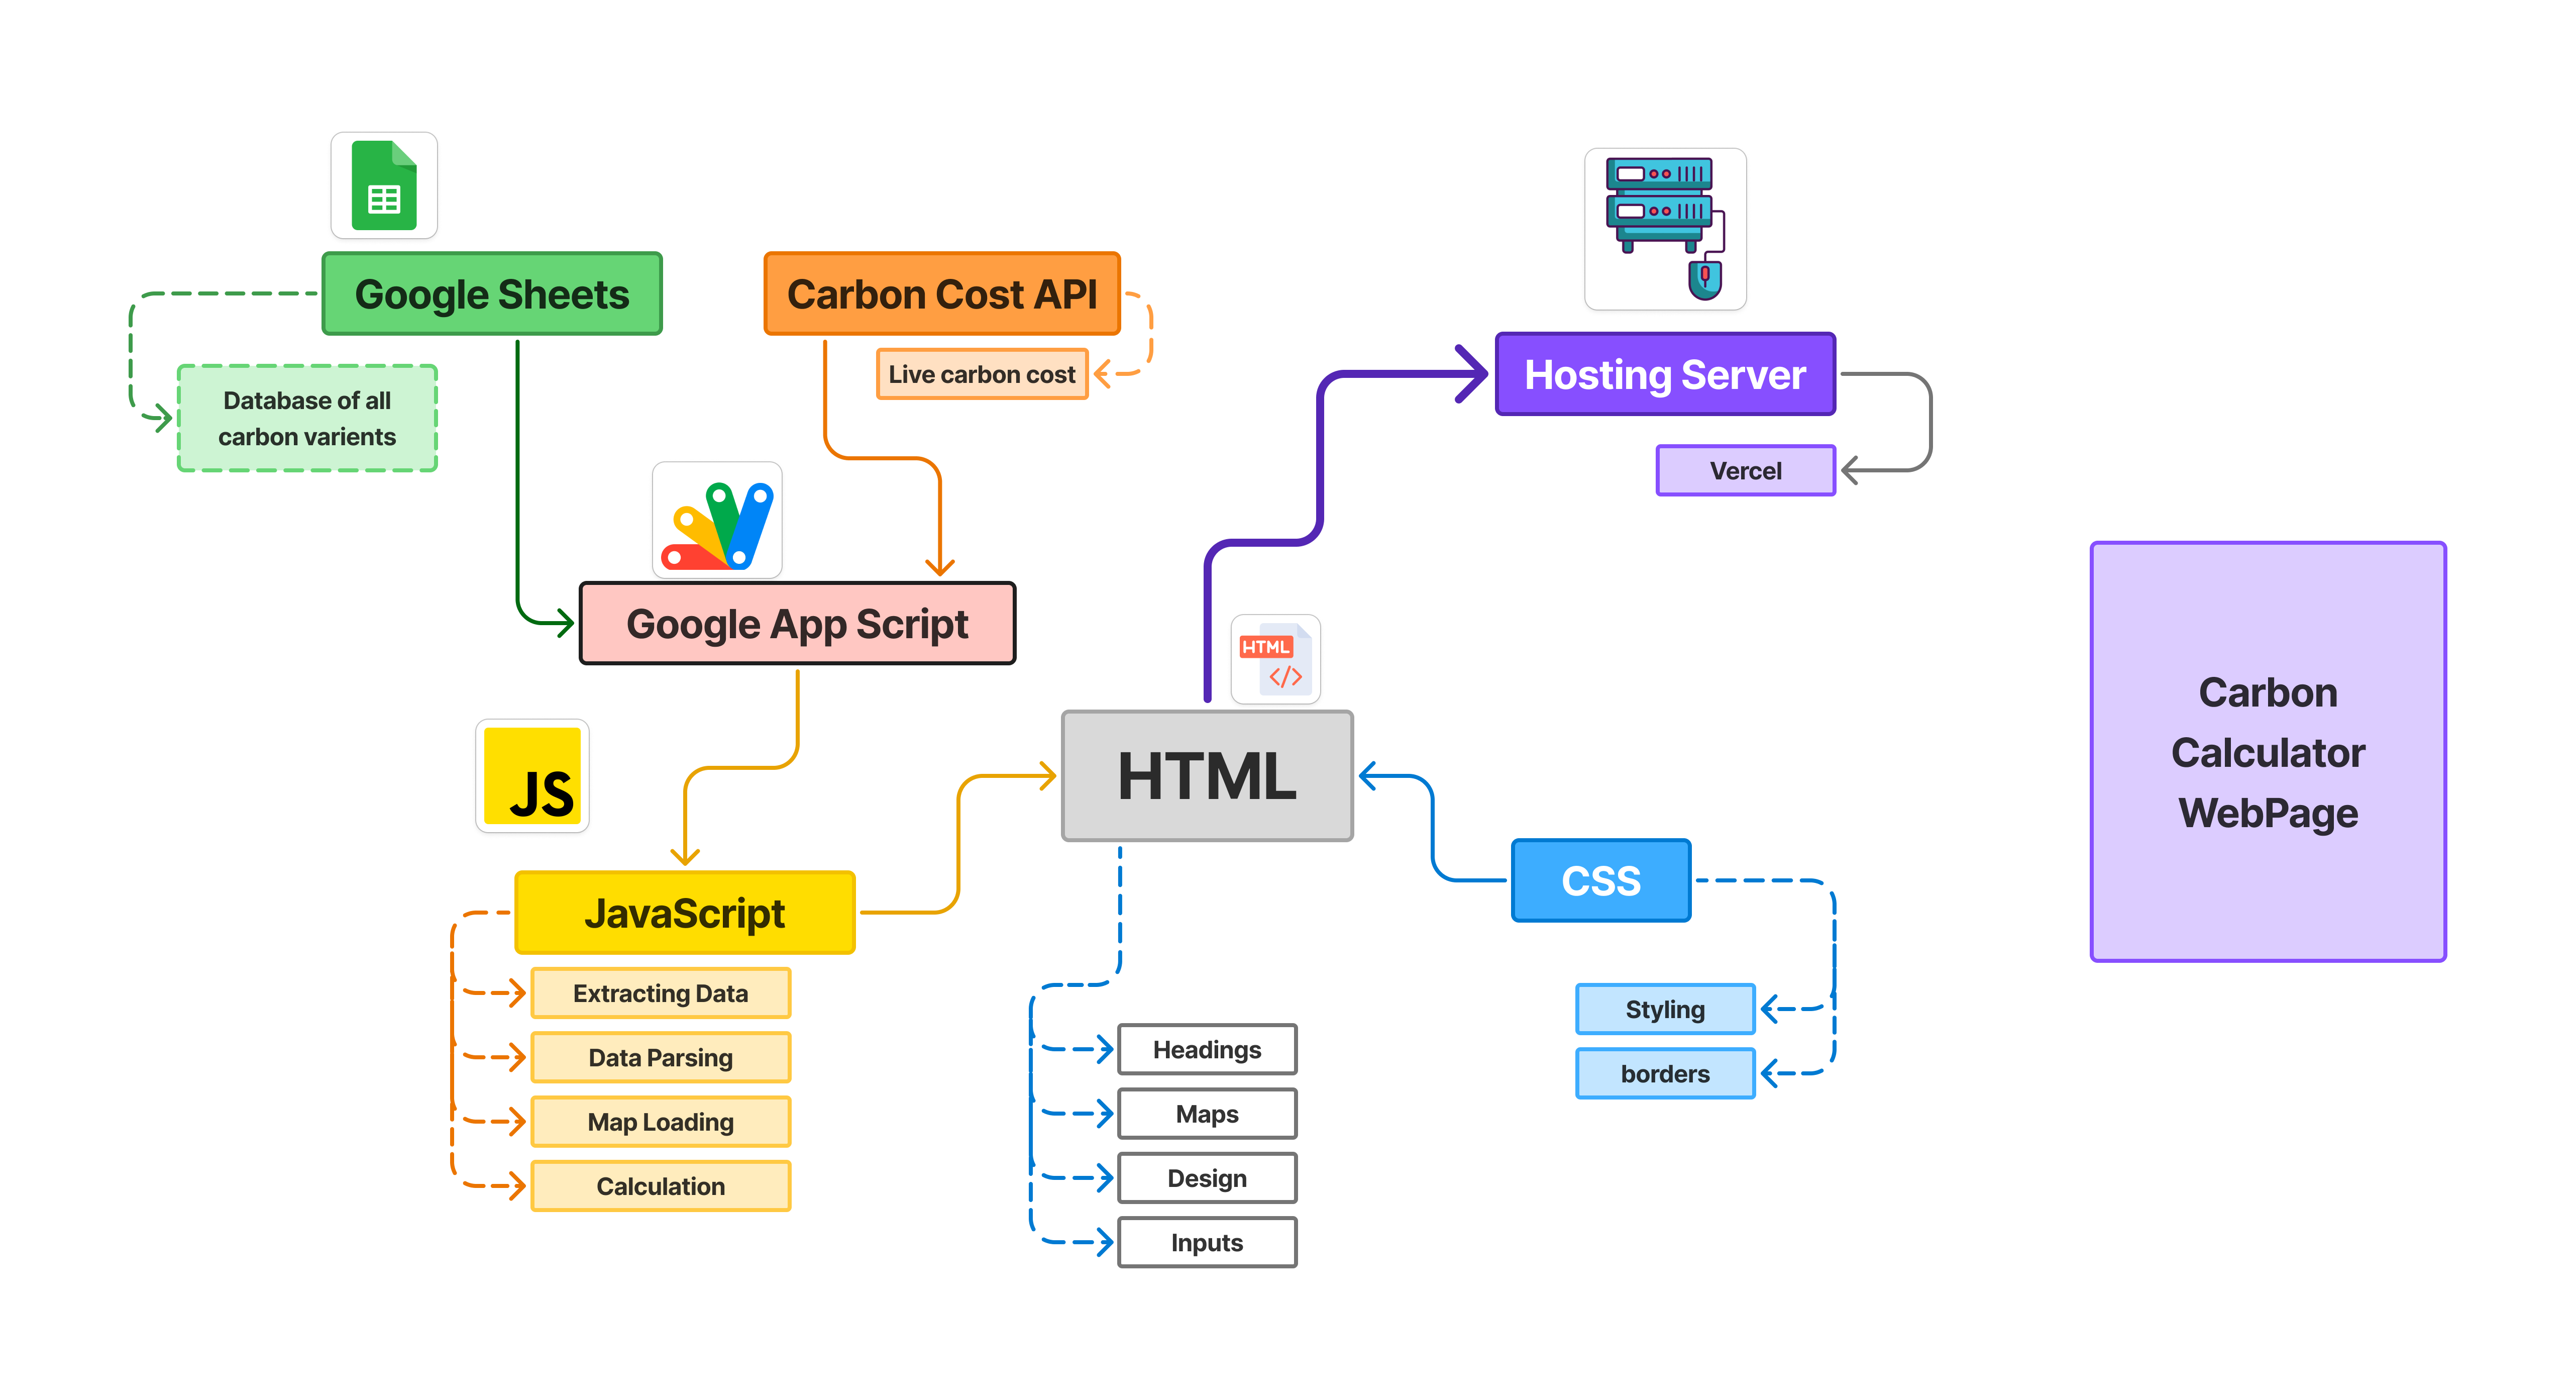 Google Sheets
Database of all
carbon varients
Carbon Cost API
Live carbon cost
Google App Script
JS
JavaScript
Extracting Data
Data Parsing
Map Loading
Calculation
HTML
</>
HTML
Headings
Maps
Design
Inputs
Hosting Server
Vercel
CSS
Styling
borders
Carbon
Calculator
WebPage